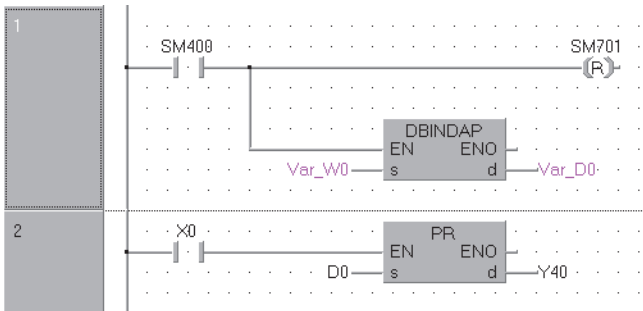 1
SM400 SM701
(R)
DBINDAP
EN ENO
Var_W0 s d Var_D0
2
X0
PR
EN ENO
D0 s d Y40